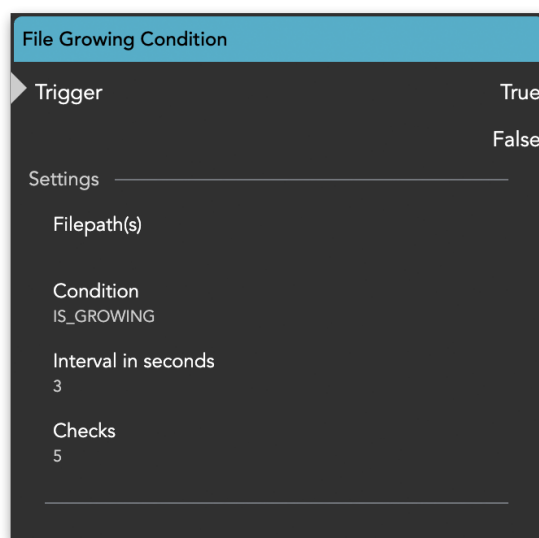 File Growing Condition
Trigger True
False
Settings
Filepath(s)
Condition
IS_GROWING
Interval in seconds
3
Checks
5